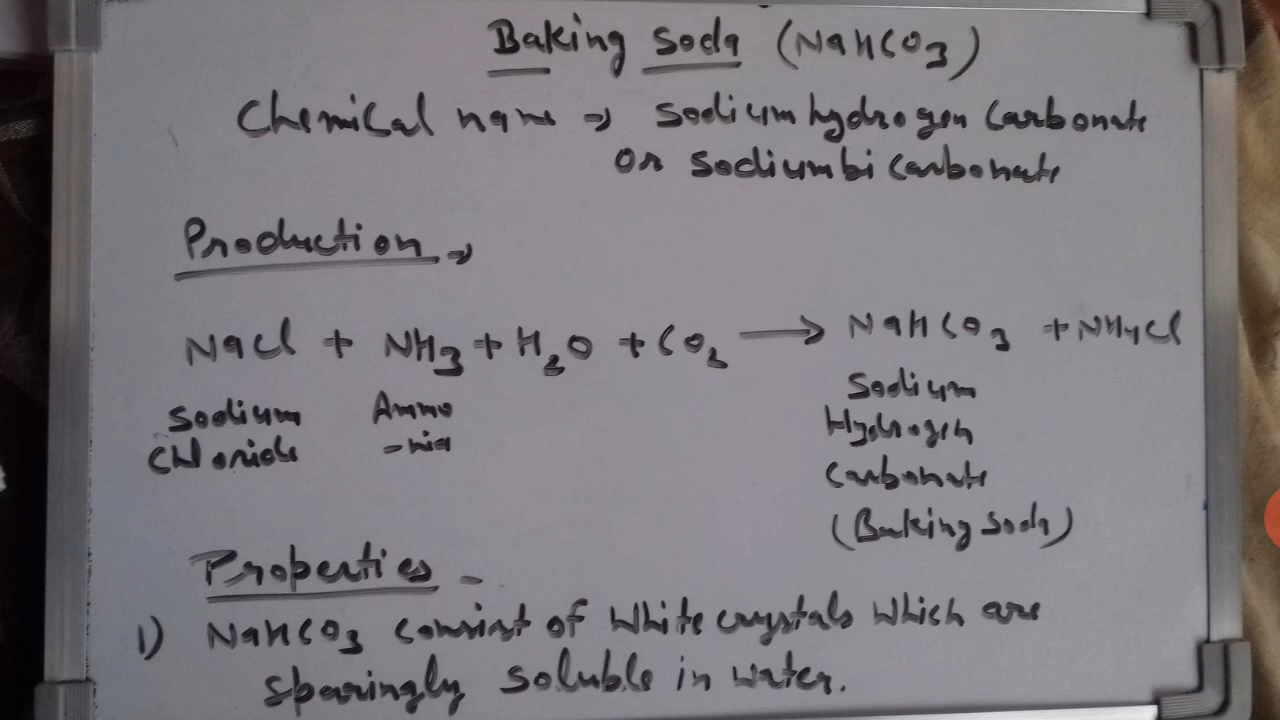 Baking Soda (NaHCO3)
Chemical name ⇒ Sodium hydrogen Carbonate
Or Sodium bi Carbonate
Production ⇒
NaCl + NH3 + H2O + CO2 ⟶ NaHCO3 + NH4Cl
Sodium Chloride
Ammo
-nia
Sodium
Hydrogen
Carbonate
(Baking Soda)
Properties -
1) NaHCO3 Consist of White crystals Which are
Sparingly Soluble in Water.